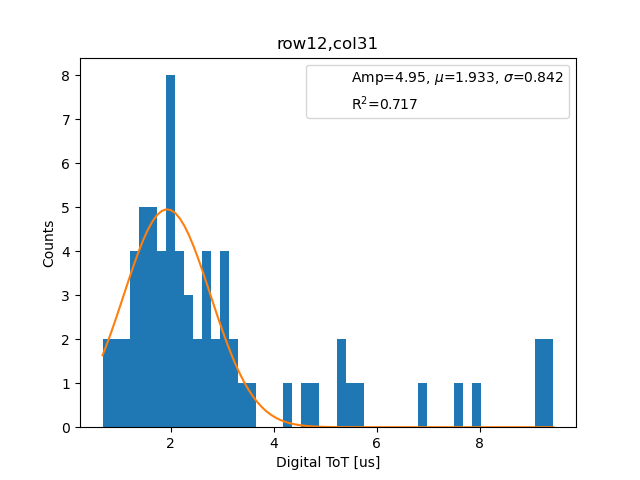 row12,col31
Amp=4.95, μ=1.933, σ=0.842
R²=0.717
Counts
8
7
6
5
4
3
2
1
0
2 4 6 8
Digital ToT [us]